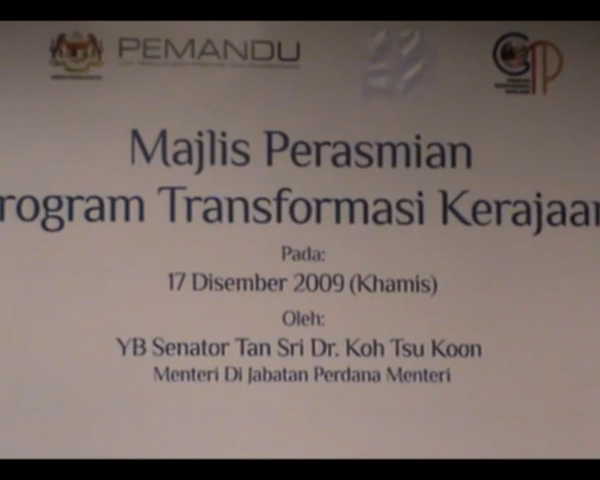 PEMANDU
Majlis Perasmian
rogram Transformasi Kerajaan
Pada:
17 Disember 2009 (Khamis)
Oleh:
YB Senator Tan Sri Dr. Koh Tsu Koon
Menteri Di Jabatan Perdana Menteri